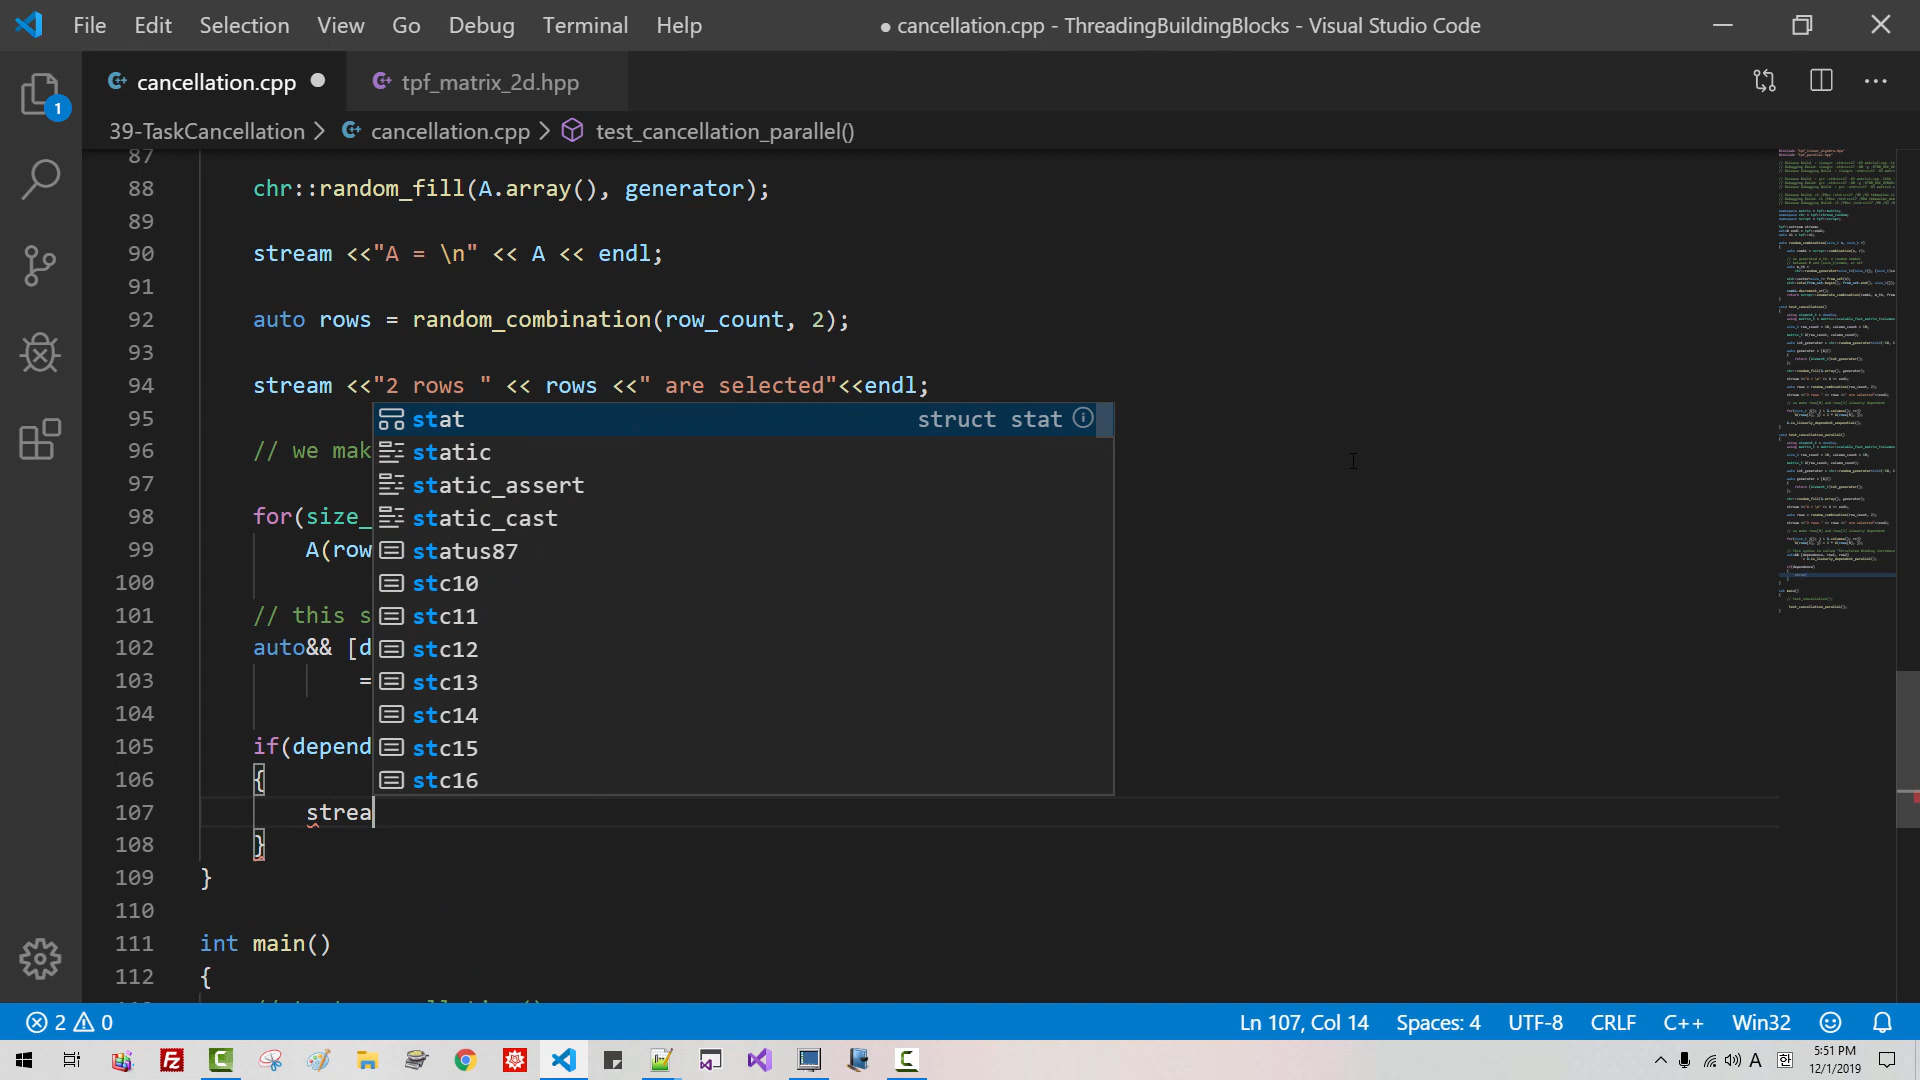 File Edit Selection View Go Debug Terminal Help
● cancellation.cpp - ThreadingBuildingBlocks - Visual Studio Code
cancellation.cpp
tpf_matrix_2d.hpp
39-TaskCancellation > cancellation.cpp > test_cancellation_parallel()
1
87
88 chr::random_fill(A.array(), generator);
89
90 stream <<"A = \n" << A << endl;
91
92 auto rows = random_combination(row_count, 2);
93
94 stream <<"2 rows " << rows <<" are selected"<<endl;
95
96 // we mak
97
98 for(size_
99 A(row
100
101 // this s
102 auto&& [d
103 =
104
105 if(depend
106 {
107 strea
108 }
109 }
110
111 int main()
112 {
stat struct stat
static
static_assert
static_cast
status87
stc10
stc11
stc12
stc13
stc14
stc15
stc16
2 0
Ln 107, Col 14 Spaces: 4 UTF-8 CRLF C++ Win32
A 한 5:51 PM
12/1/2019